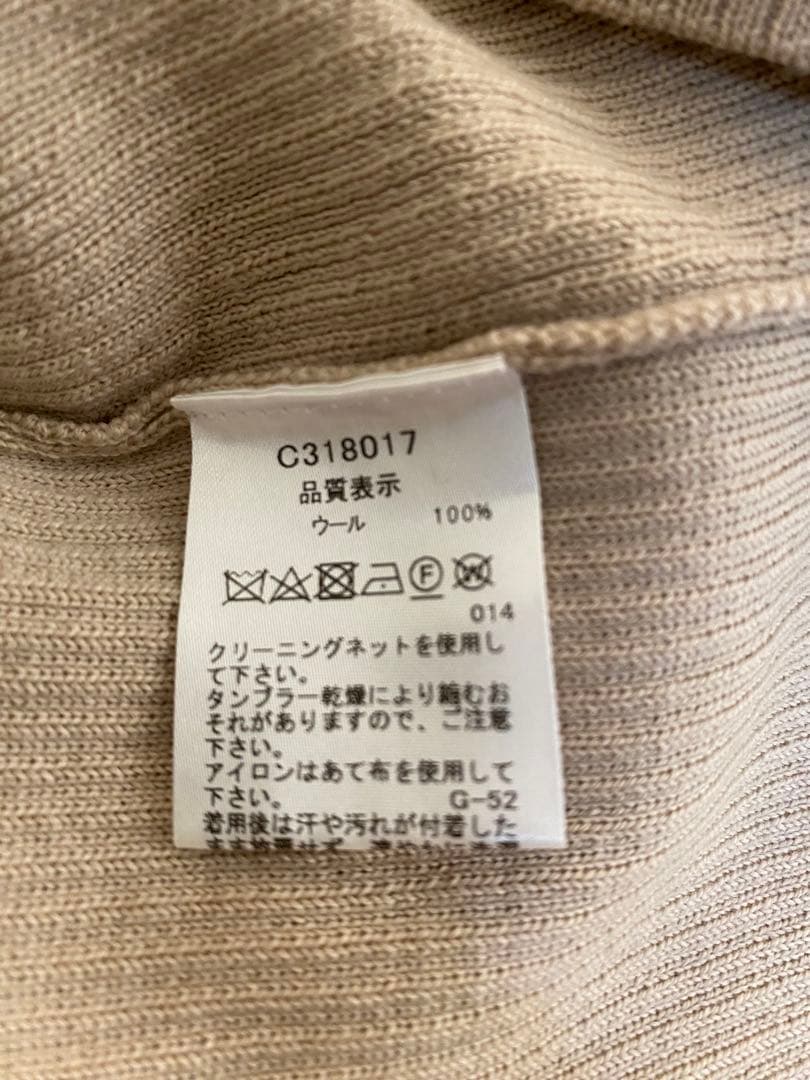 C318017
品質表示
ウール 100%
F W
014
クリーニングネットを使用し
て下さい。
タンブラー乾燥により縮むお
それがありますので、ご注意
下さい。
アイロンはあて布を使用して
下さい。 G-52
着用後は汗や汚れが付着した